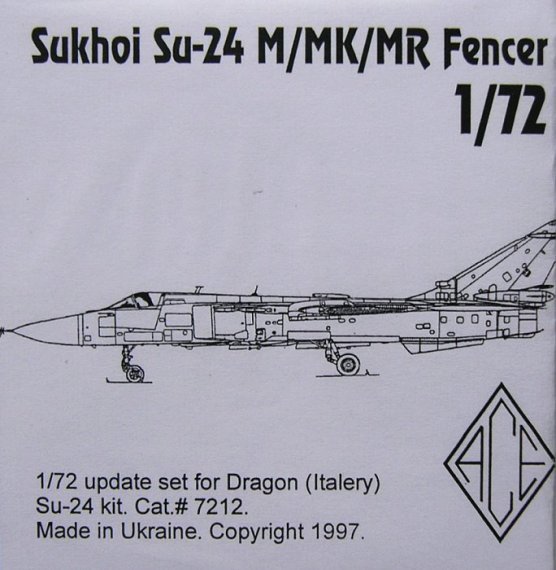 Sukhoi Su-24 M/MK/MR Fencer
1/72
ACE
1/72 update set for Dragon (Italery)
Su-24 kit. Cat.# 7212.
Made in Ukraine. Copyright 1997.